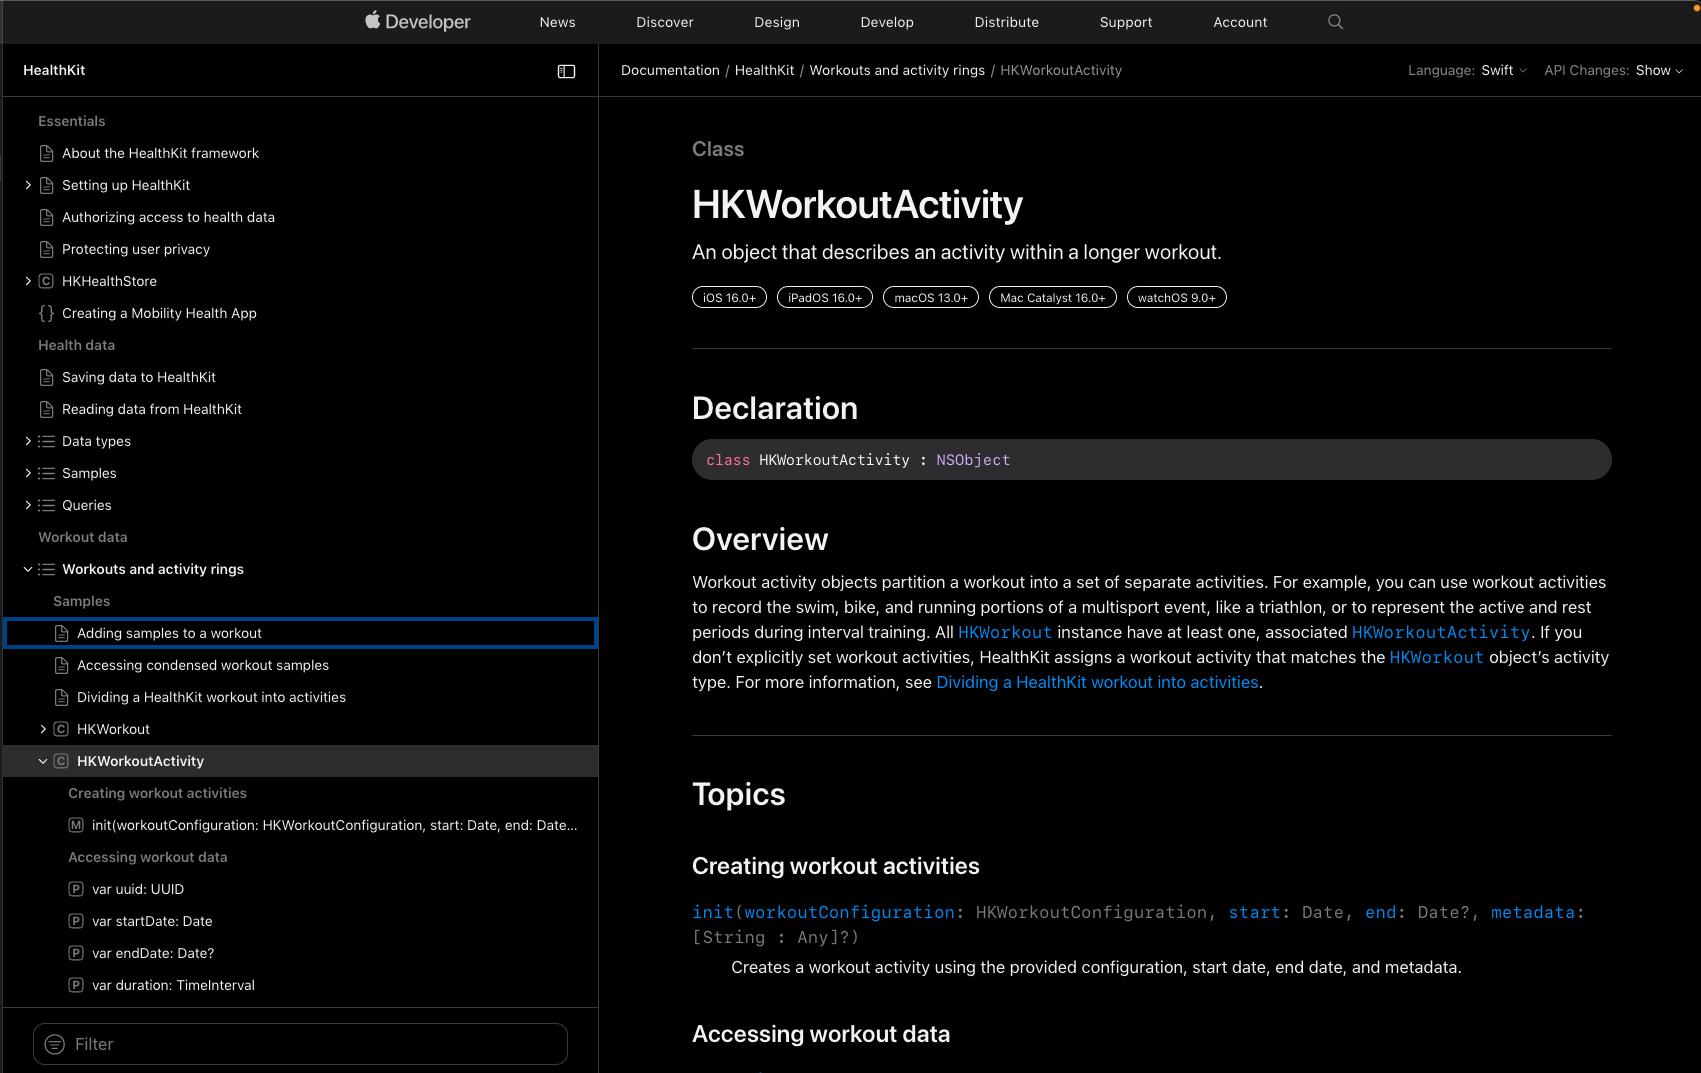 Developer
News
Discover
Design
Develop
Distribute
Support
Account
HealthKit
Documentation / HealthKit / Workouts and activity rings / HKWorkoutActivity
Language: Swift
API Changes: Show
Essentials
About the HealthKit framework
Setting up HealthKit
Authorizing access to health data
Protecting user privacy
C HKHealthStore
{} Creating a Mobility Health App
Health data
Saving data to HealthKit
Reading data from HealthKit
Data types
Samples
Queries
Workout data
Workouts and activity rings
Samples
Adding samples to a workout
Accessing condensed workout samples
Dividing a HealthKit workout into activities
C HKWorkout
C HKWorkoutActivity
Creating workout activities
M init(workoutConfiguration: HKWorkoutConfiguration, start: Date, end: Date...
Accessing workout data
P var uuid: UUID
P var startDate: Date
P var endDate: Date?
P var duration: TimeInterval
Filter
Class
HKWorkoutActivity
An object that describes an activity within a longer workout.
iOS 16.0+
iPadOS 16.0+
macOS 13.0+
Mac Catalyst 16.0+
watchOS 9.0+
Declaration
class HKWorkoutActivity : NSObject
Overview
Workout activity objects partition a workout into a set of separate activities. For example, you can use workout activities
to record the swim, bike, and running portions of a multisport event, like a triathlon, or to represent the active and rest
periods during interval training. All HKWorkout instance have at least one, associated HKWorkoutActivity. If you
don’t explicitly set workout activities, HealthKit assigns a workout activity that matches the HKWorkout object’s activity
type. For more information, see Dividing a HealthKit workout into activities.
Topics
Creating workout activities
init(workoutConfiguration: HKWorkoutConfiguration, start: Date, end: Date?, metadata:
[String : Any]?)
Creates a workout activity using the provided configuration, start date, end date, and metadata.
Accessing workout data